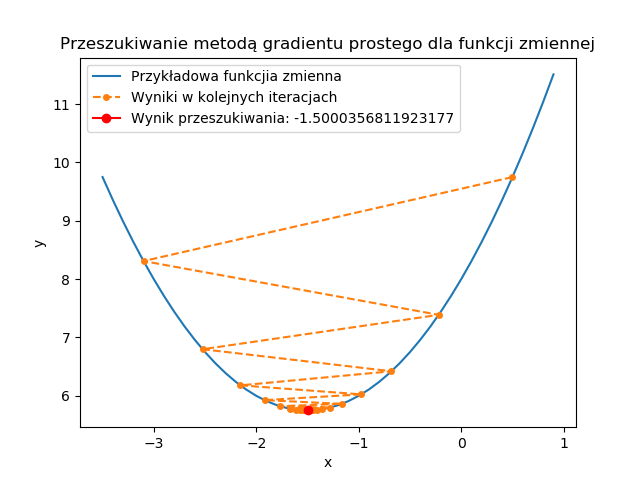 Przeszukiwanie metodą gradientu prostego dla funkcji zmiennej
Przykładowa funkcjia zmienna
Wyniki w kolejnych iteracjach
Wynik przeszukiwania: -1.5000356811923177
11
10
9
8
7
6
y
−3
−2
−1
0
1
x